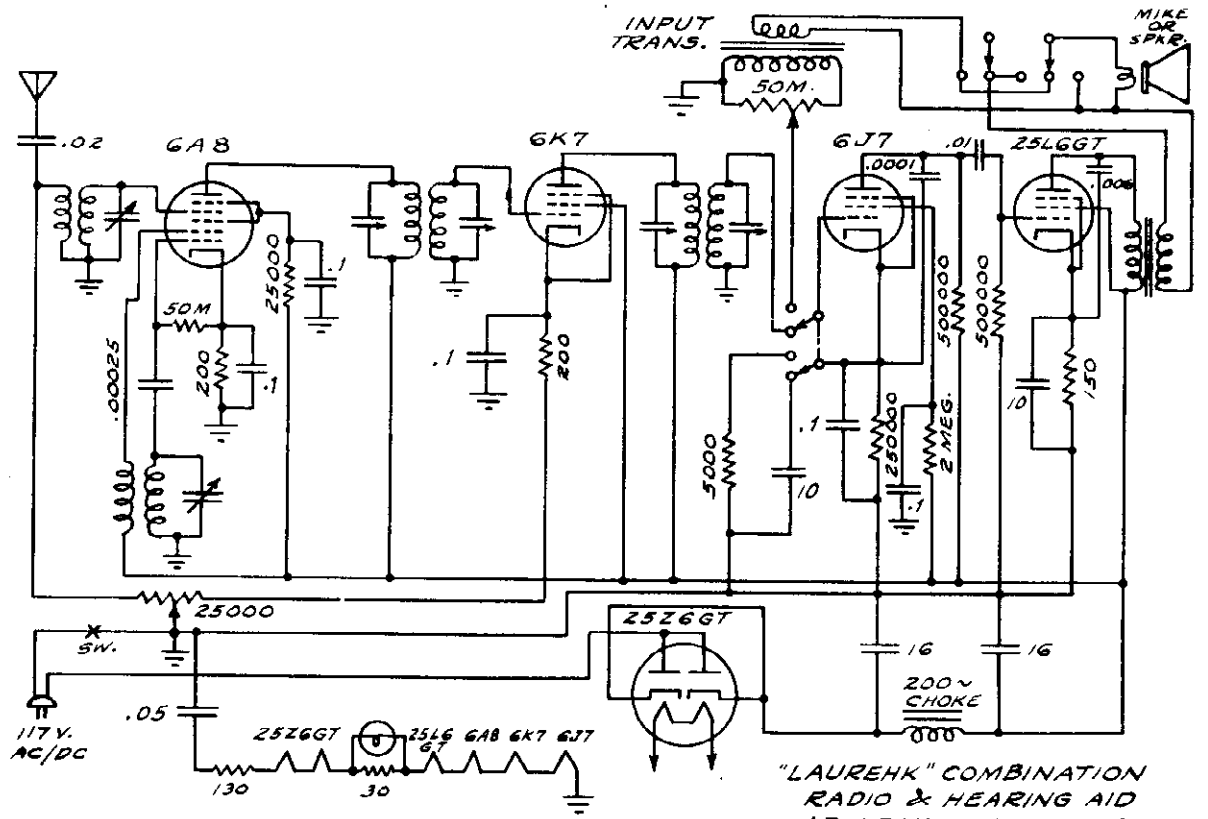 INPUT
TRANS.
MIKE
OR
SPKR.
50M.
.02
6A8
6K7
6J7
.01
25L6GT
.0001
.006
25000
.1
50M
200
.1
.00025
.1
200
5000
10
.1
250000
.1
2 MEG.
500000
500000
10
150
25000
SW.
117 V.
AC/DC
.05
25Z6GT
16
16
200~
CHOKE
25Z6GT
25L6
GT
6A8
6K7
6J7
130
30
"LAUREHK" COMBINATION
RADIO & HEARING AID